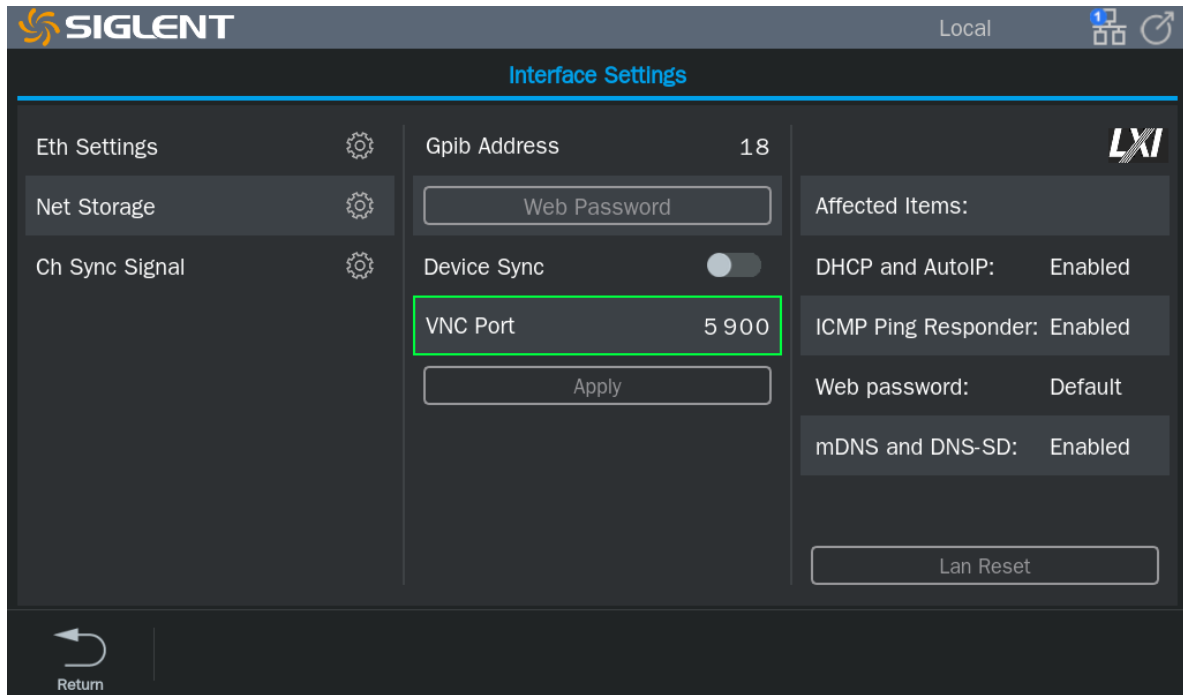 SIGLENT
Local
1
Interface Settings
Eth Settings
Net Storage
Ch Sync Signal
Gpib Address 18
Web Password
Device Sync
VNC Port 5900
Apply
LXI
Affected Items:
DHCP and AutoIP: Enabled
ICMP Ping Responder: Enabled
Web password: Default
mDNS and DNS-SD: Enabled
Lan Reset
Return